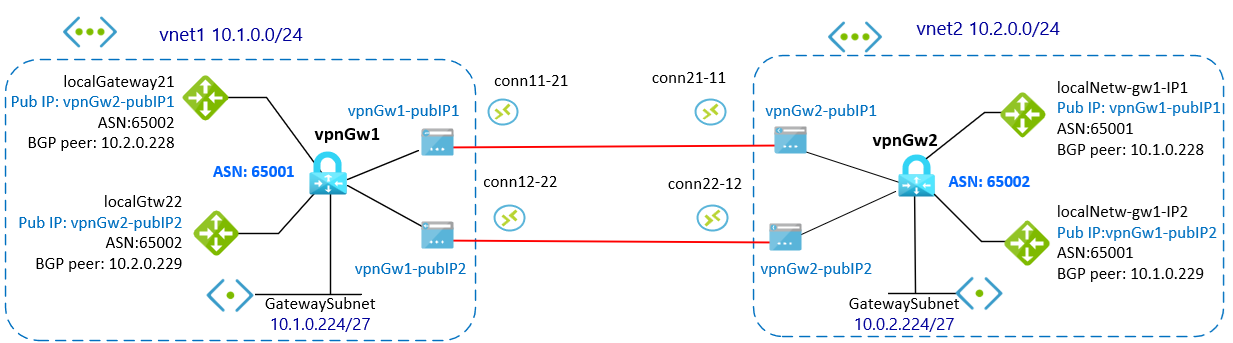 vnet1 10.1.0.0/24
localGateway21
Pub IP: vpnGw2-pubIP1
ASN:65002
BGP peer: 10.2.0.228
vpnGw1
ASN: 65001
localGtw22
Pub IP: vpnGw2-pubIP2
ASN:65002
BGP peer: 10.2.0.229
GatewaySubnet
10.1.0.224/27
vpnGw1-pubIP1
vpnGw1-pubIP2
conn11-21
conn12-22
conn21-11
conn22-12
vnet2 10.2.0.0/24
vpnGw2-pubIP1
vpnGw2-pubIP2
vpnGw2
ASN: 65002
localNetw-gw1-IP1
Pub IP: vpnGw1-pubIP1
ASN:65001
BGP peer: 10.1.0.228
localNetw-gw1-IP2
Pub IP:vpnGw1-pubIP2
ASN:65001
BGP peer: 10.1.0.229
GatewaySubnet
10.0.2.224/27